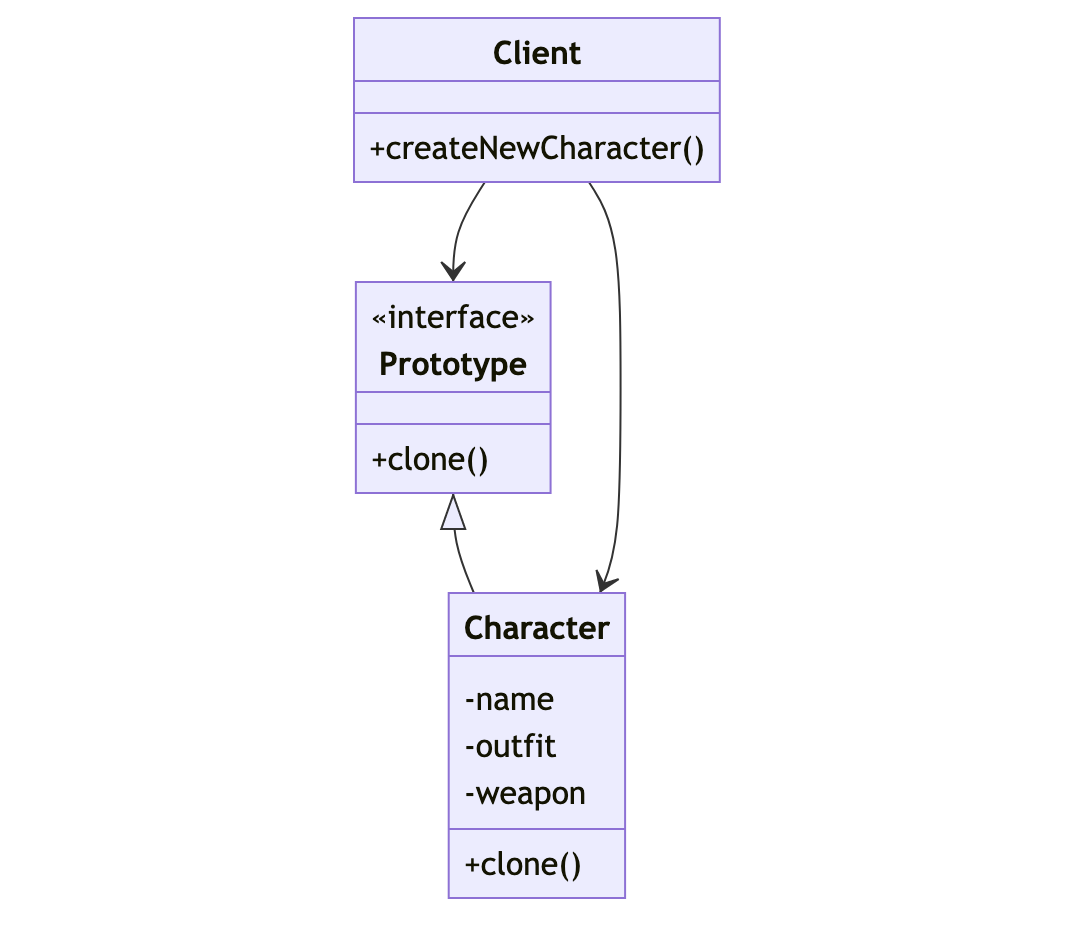 Client
+createNewCharacter()
«interface»
Prototype
+clone()
Character
-name
-outfit
-weapon
+clone()